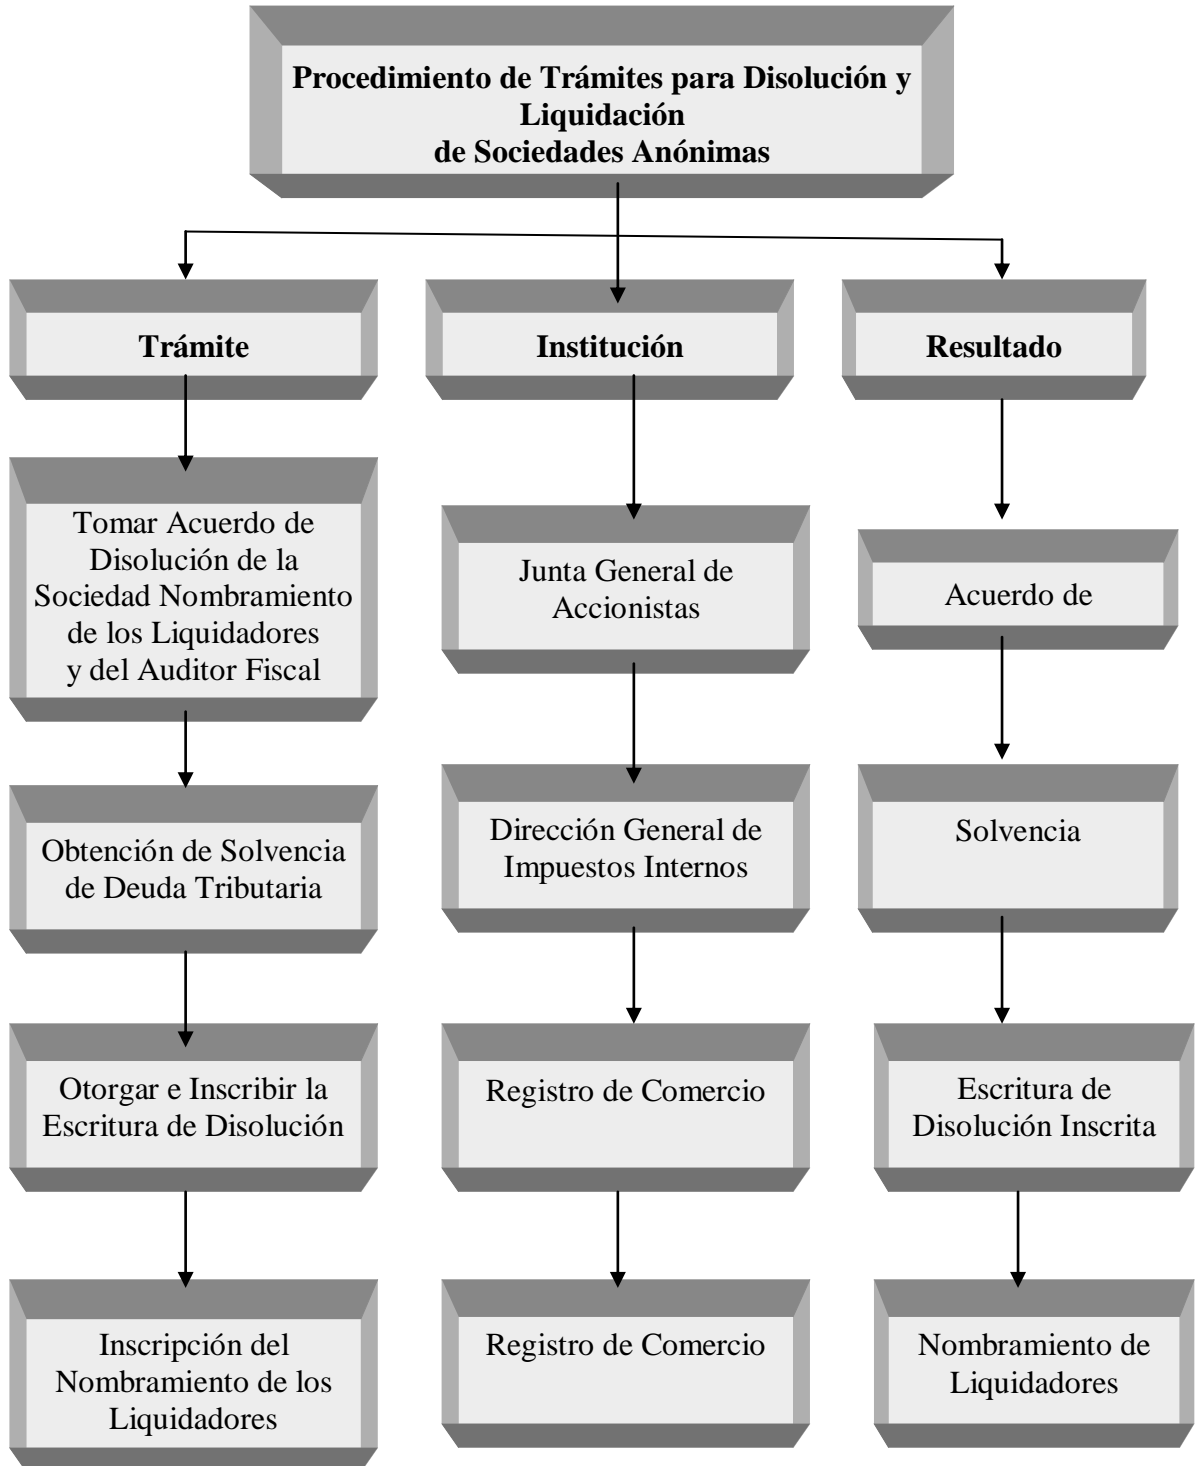 Procedimiento de Trámites para Disolución y
Liquidación
de Sociedades Anónimas
Trámite
Institución
Resultado
Tomar Acuerdo de
Disolución de la
Sociedad Nombramiento
de los Liquidadores
y del Auditor Fiscal
Junta General de
Accionistas
Acuerdo de
Obtención de Solvencia
de Deuda Tributaria
Dirección General de
Impuestos Internos
Solvencia
Otorgar e Inscribir la
Escritura de Disolución
Registro de Comercio
Escritura de
Disolución Inscrita
Inscripción del
Nombramiento de los
Liquidadores
Registro de Comercio
Nombramiento de
Liquidadores